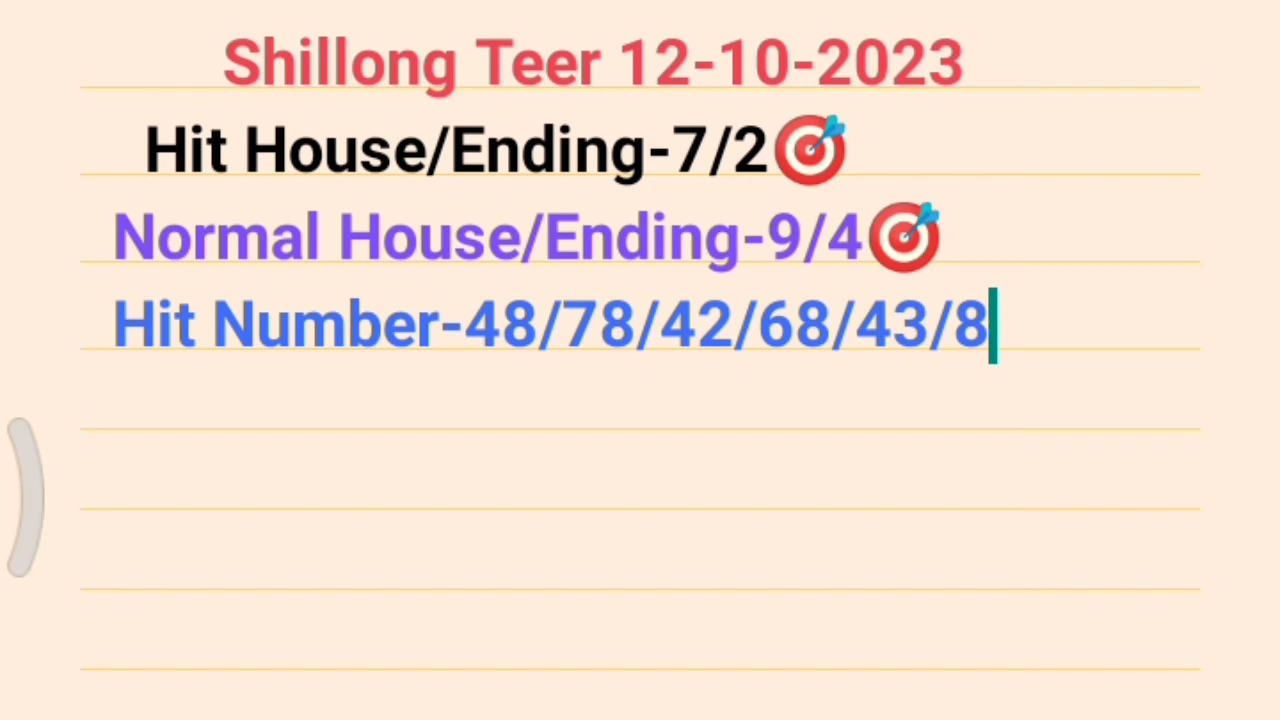 Shillong Teer 12-10-2023
Hit House/Ending-7/2🎯
Normal House/Ending-9/4🎯
Hit Number-48/78/42/68/43/8